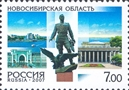 НОВОСИБИРСКАЯ ОБЛАСТЬ
РОССИЯ
RUSSIA • 2007
7.00